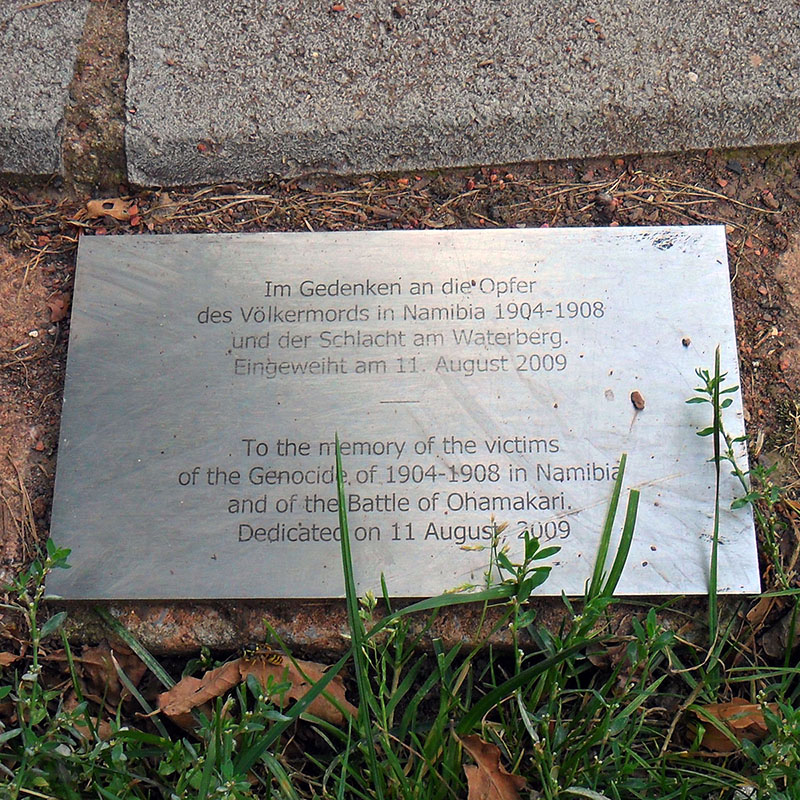 Im Gedenken an die Opfer
des Völkermords in Namibia 1904-1908
und der Schlacht am Waterberg.
Eingeweiht am 11. August 2009
To the memory of the victims
of the Genocide of 1904-1908 in Namibia
and of the Battle of Ohamakari.
Dedicated on 11 August, 2009